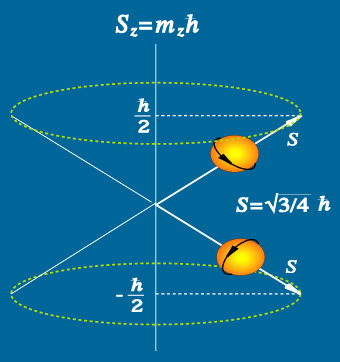 S_z=m_zħ
ħ/2
S
S=√3/4 ħ
S
-ħ/2